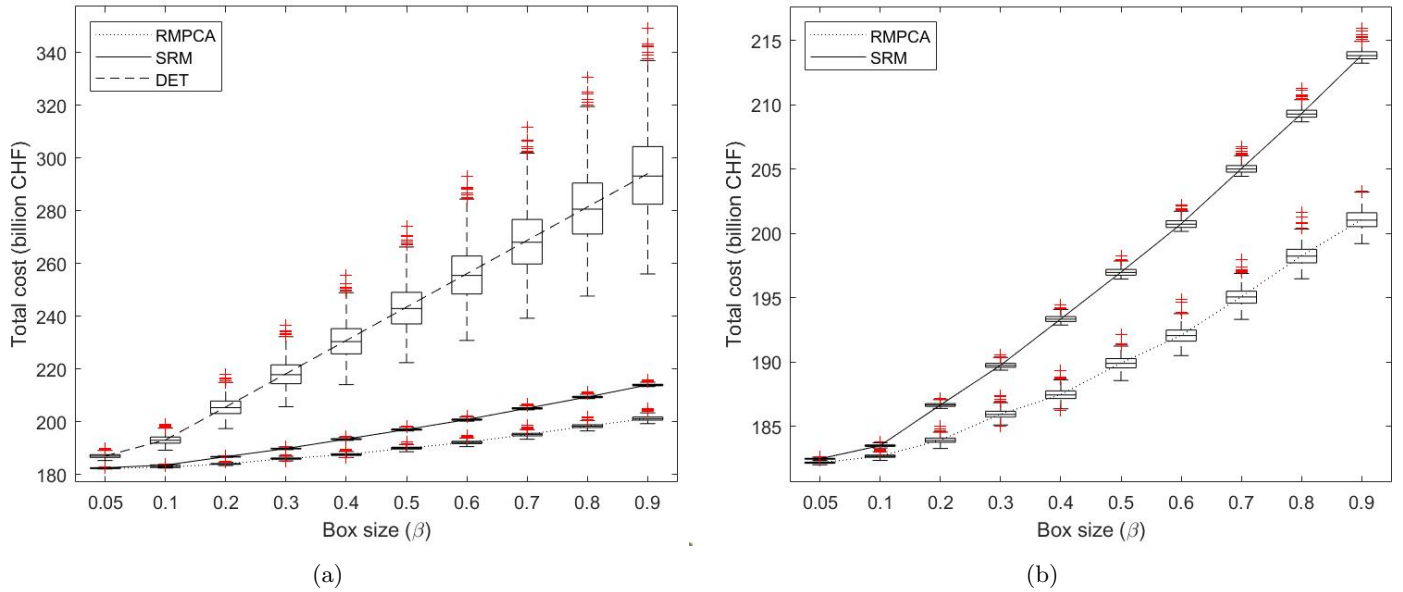 RMPCA
SRM
DET
340
320
300
280
260
240
220
200
180
Total cost (billion CHF)
0.05 0.1 0.2 0.3 0.4 0.5 0.6 0.7 0.8 0.9
Box size (β)
(a)
RMPCA
SRM
215
210
205
200
195
190
185
Total cost (billion CHF)
0.05 0.1 0.2 0.3 0.4 0.5 0.6 0.7 0.8 0.9
Box size (β)
(b)